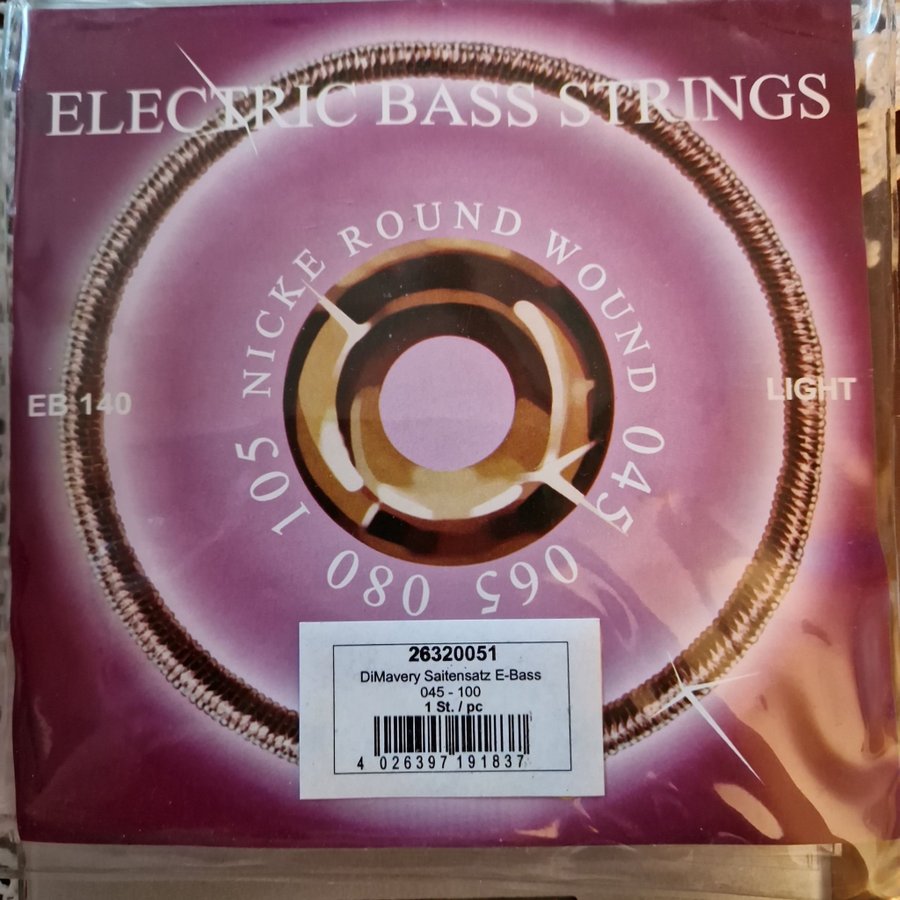 ELECTRIC BASS STRINGS
NICKE ROUND WOUND 045 065 080 105
EB 140
LIGHT
26320051
DiMavery Saitensatz E-Bass
045 - 100
1 St. / pc
4 026397 191837